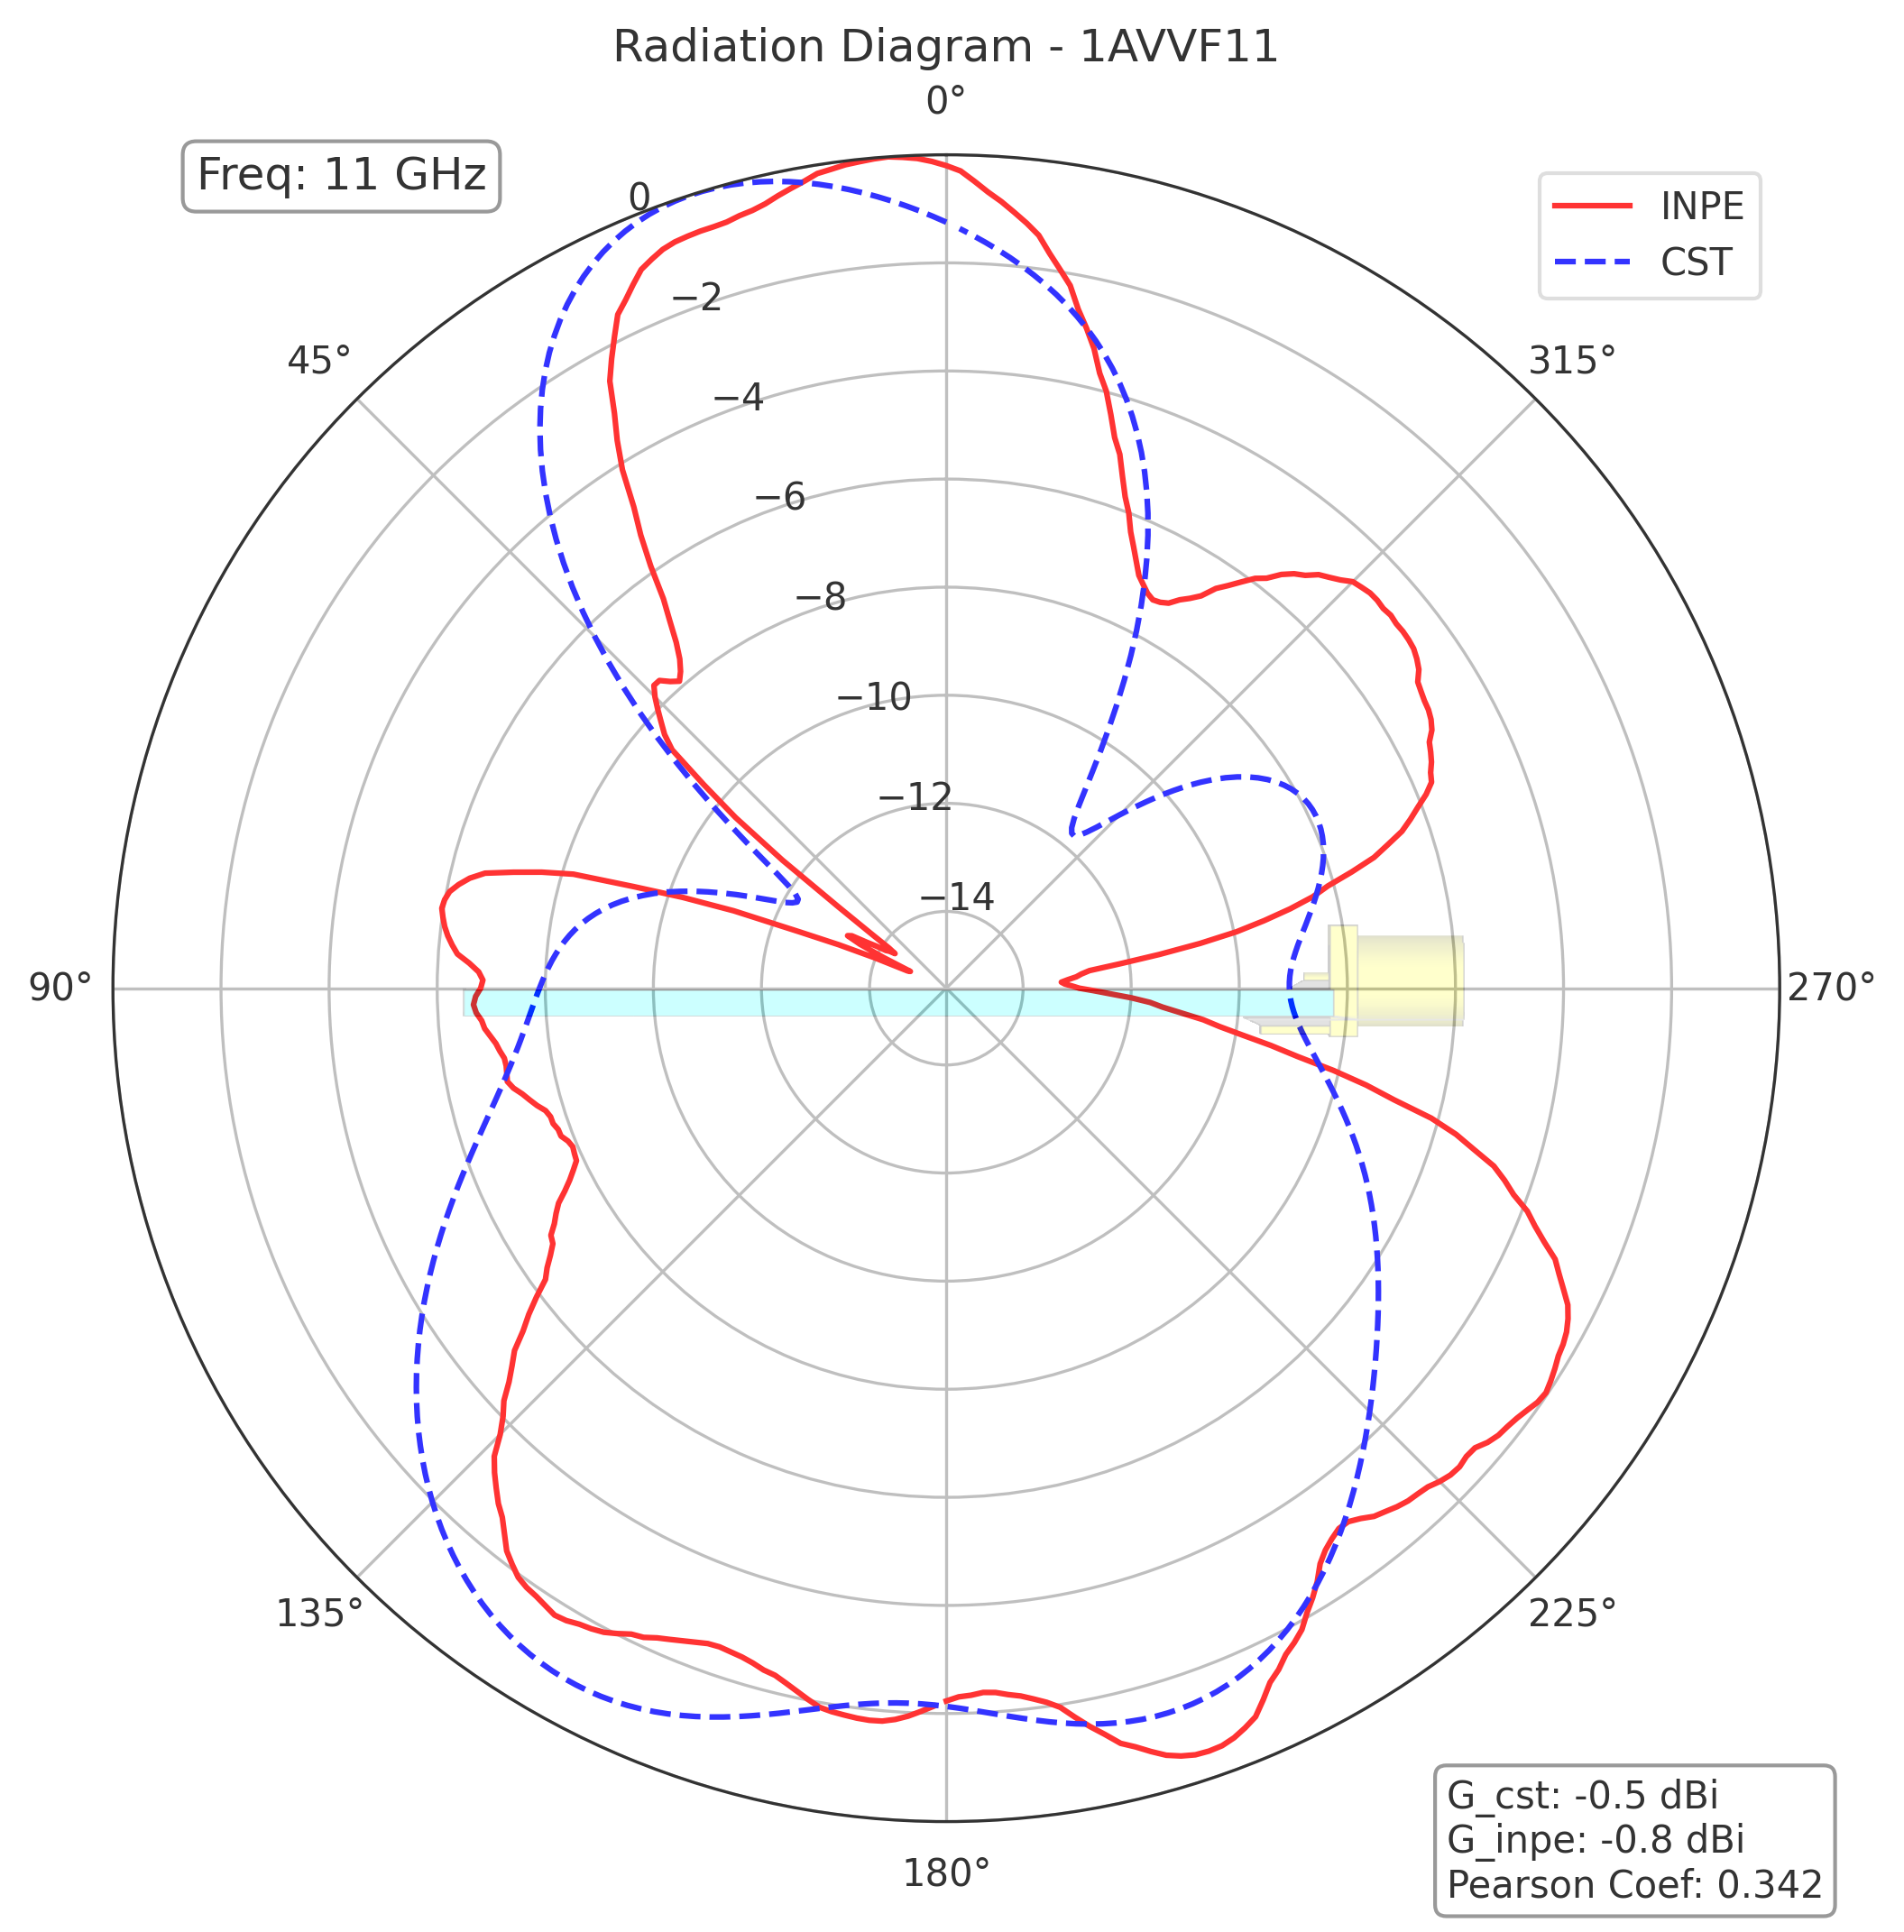 Radiation Diagram - 1AVVF11
0°
Freq: 11 GHz
INPE
CST
0
−2
−4
−6
−8
−10
−12
−14
45°
315°
90°
270°
135°
225°
180°
G_cst: -0.5 dBi
G_inpe: -0.8 dBi
Pearson Coef: 0.342